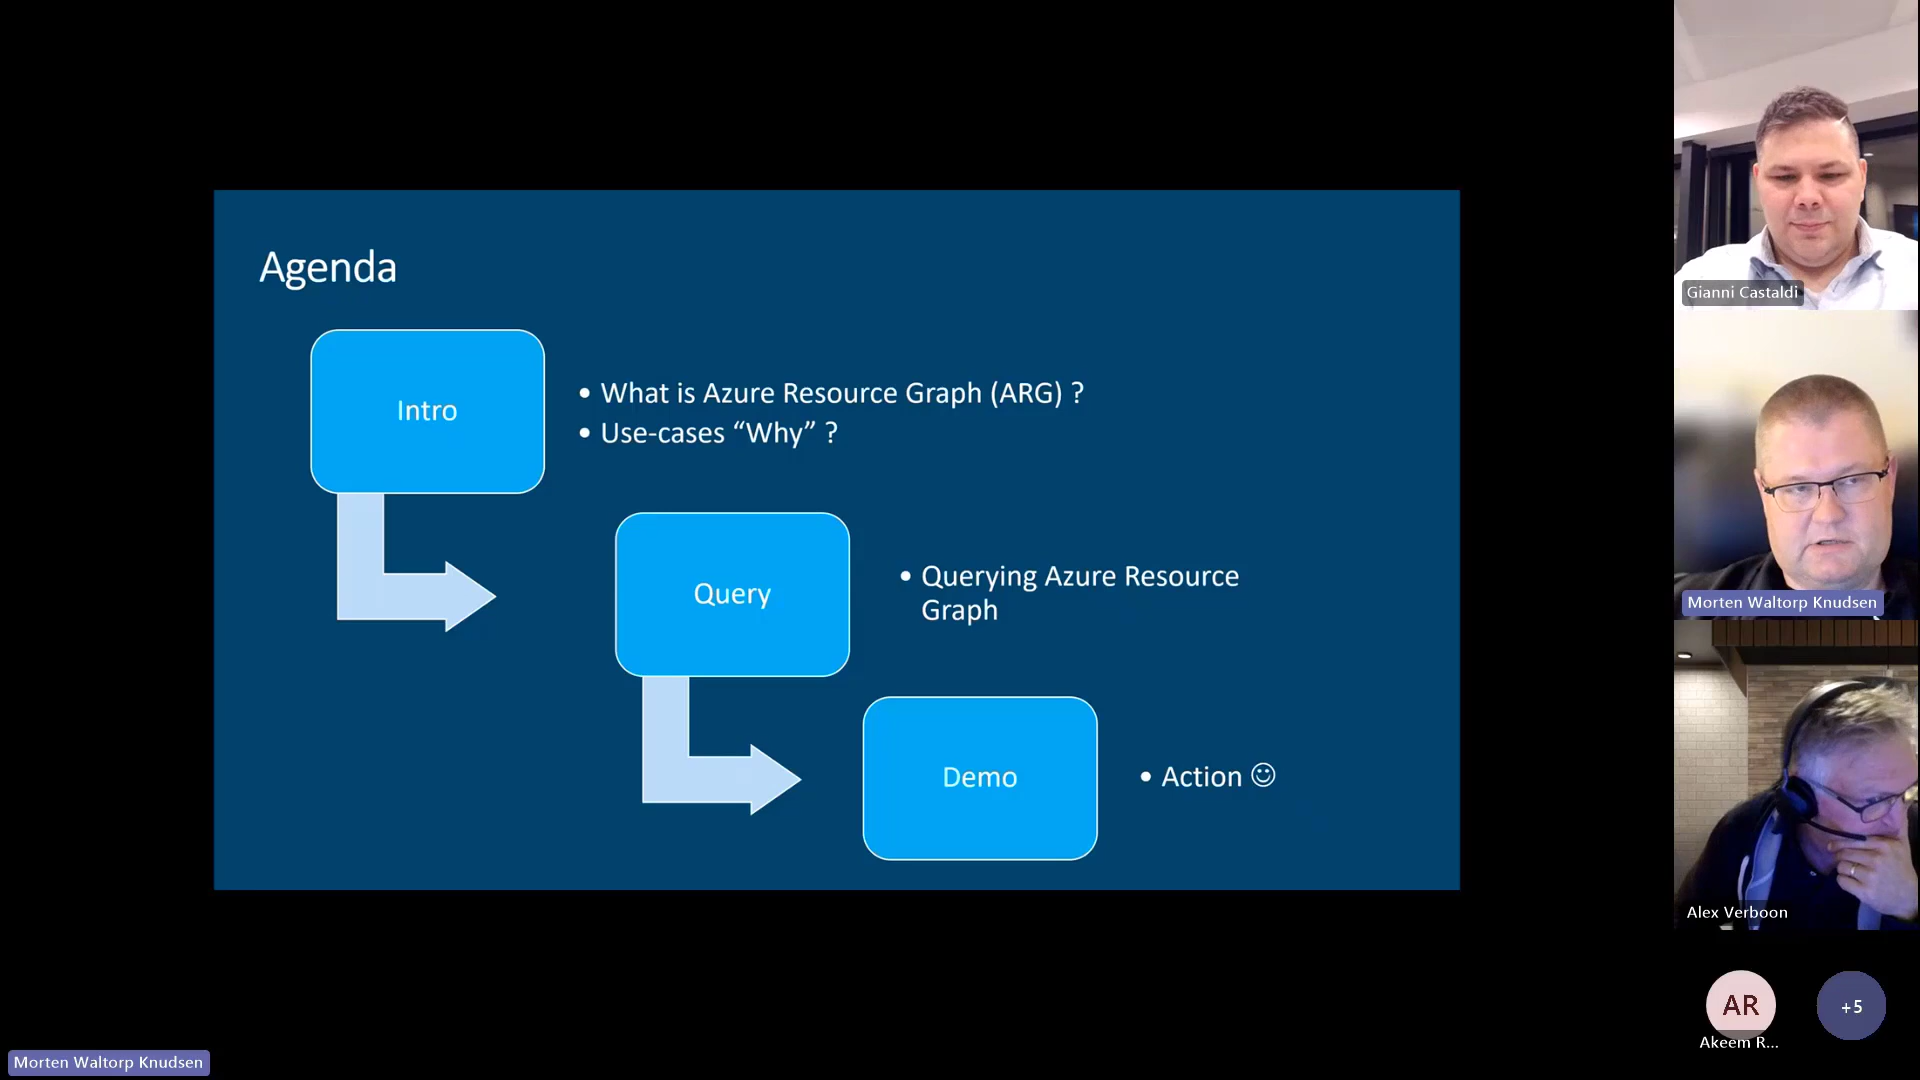 Agenda
Intro
• What is Azure Resource Graph (ARG) ?
• Use-cases “Why” ?
Query
• Querying Azure Resource
Graph
Demo
• Action ☺
Gianni Castaldi
Morten Waltorp Knudsen
Alex Verboon
AR
Akeem R...
+5
Morten Waltorp Knudsen